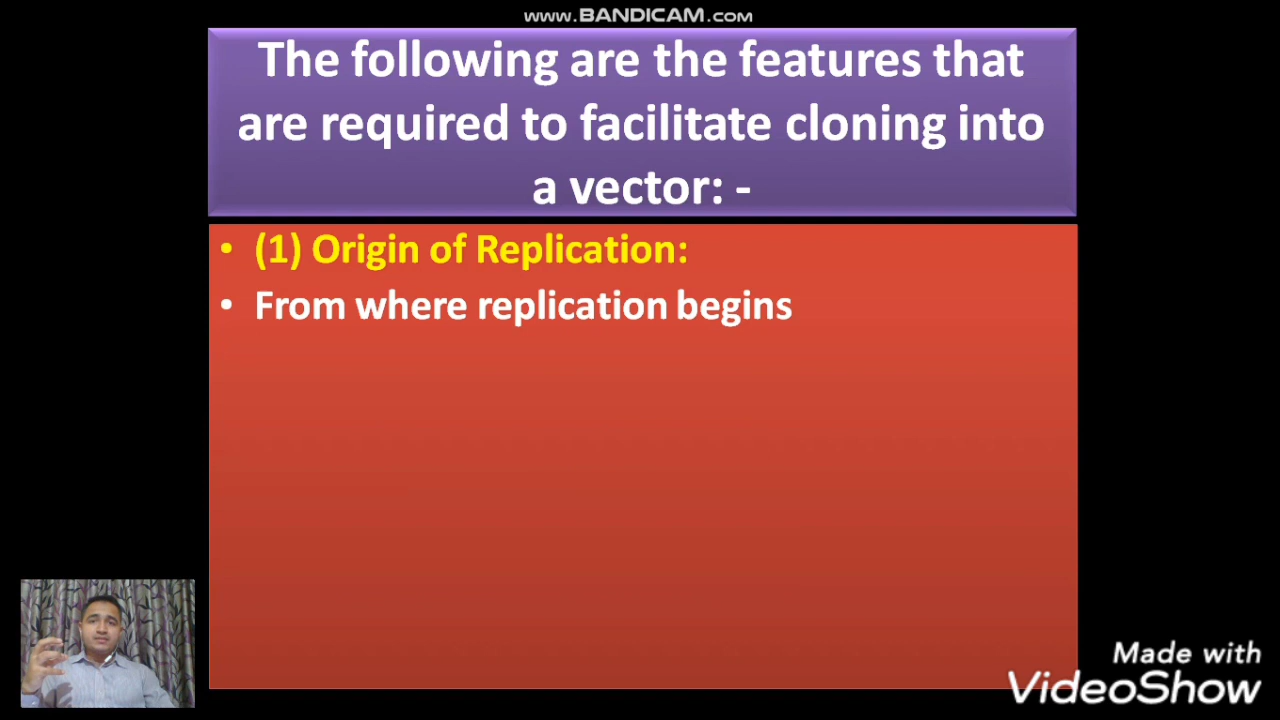 www.BANDICAM.com
The following are the features that
are required to facilitate cloning into
a vector: -
• (1) Origin of Replication:
• From where replication begins
Made with
VideoShow